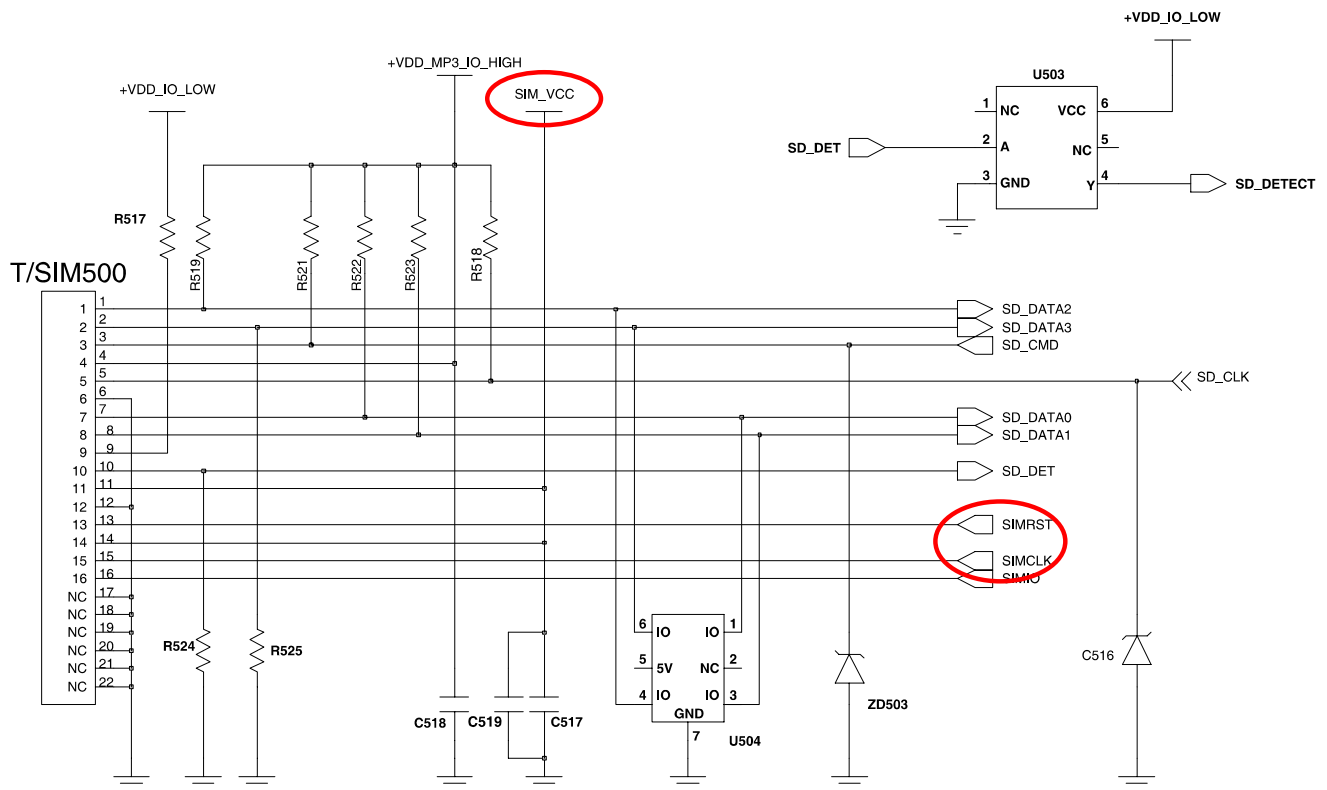 +VDD_IO_LOW
+VDD_MP3_IO_HIGH
U503
+VDD_IO_LOW
SIM_VCC
1 NC VCC 6
SD_DET 2 A NC 5
3 GND Y 4 SD_DETECT
R517
R519
R521
R522
R523
R518
T/SIM500
1 1 SD_DATA2
2 2 SD_DATA3
3 3 SD_CMD
4 4
5 5 SD_CLK
6 6
7 7 SD_DATA0
8 8 SD_DATA1
9 9
10 10 SD_DET
11 11
12 12
13 13 SIMRST
14 14
15 15 SIMCLK
16 16 SIMIO
NC 17
NC 18
NC 19
NC 20
NC 21
NC 22
R524
R525
6 IO IO 1
5 5V NC 2
4 IO IO 3
GND
7
U504
C516
ZD503
C518
C519
C517